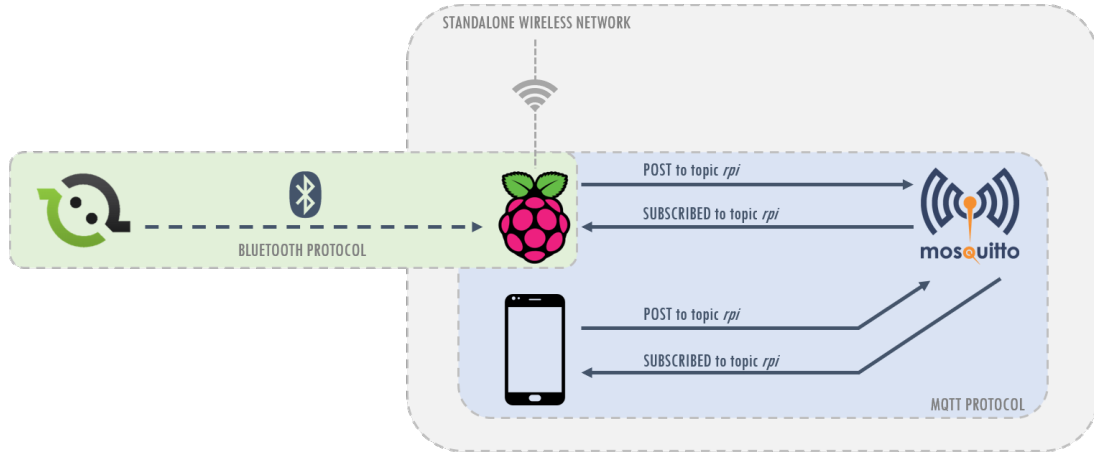 STANDALONE WIRELESS NETWORK
POST to topic rpi
SUBSCRIBED to topic rpi
BLUETOOTH PROTOCOL
mosquitto
POST to topic rpi
SUBSCRIBED to topic rpi
MQTT PROTOCOL